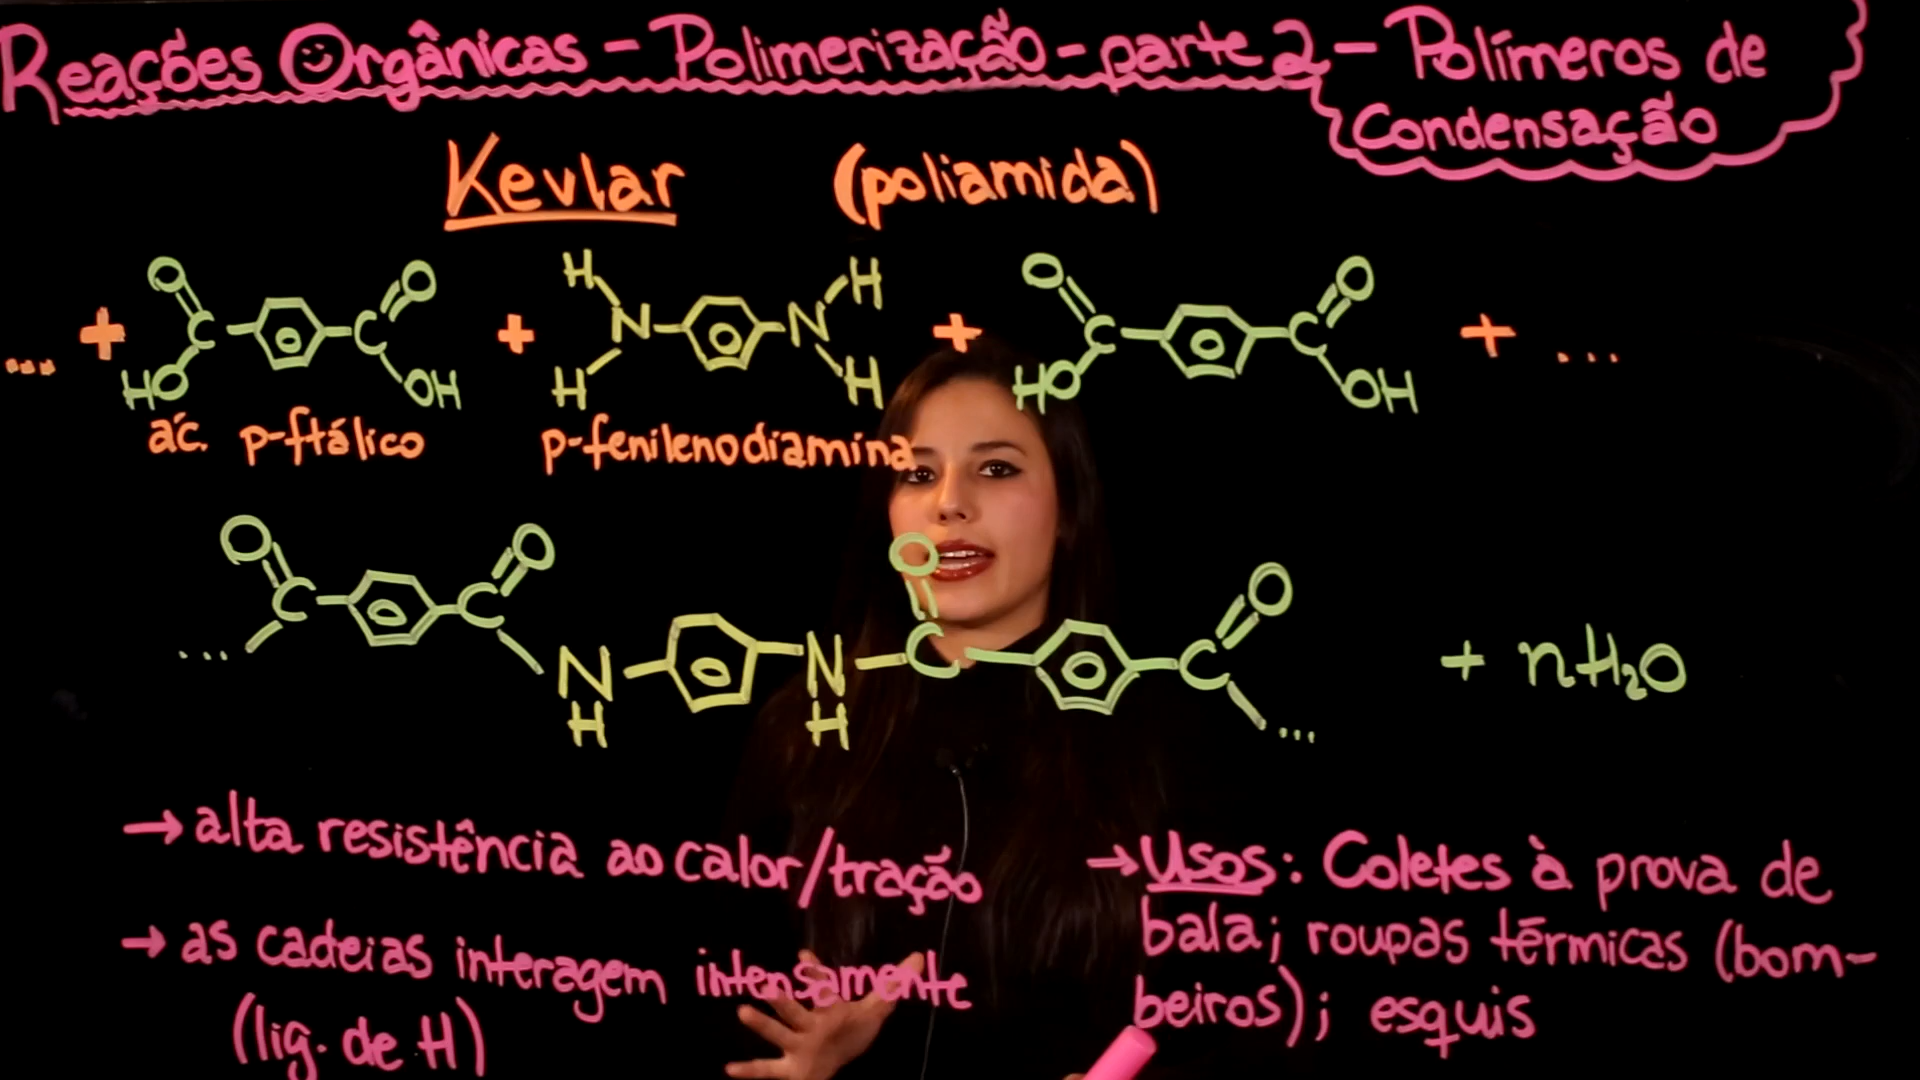 Reações Orgânicas - Polimerização - parte 2 - Polímeros de
Condensação
Kevlar (poliamida)
... + O C HO C O OH + H N H N H H + O C HO C O OH + ...
ác. p-ftálico p-fenilenodiamina
... O C C O N H N H C O C O ... + nH₂O
→ alta resistência ao calor/tração
→ as cadeias interagem intensamente
(lig. de H)
→ Usos: Coletes à prova de
bala; roupas térmicas (bom-
beiros); esquis